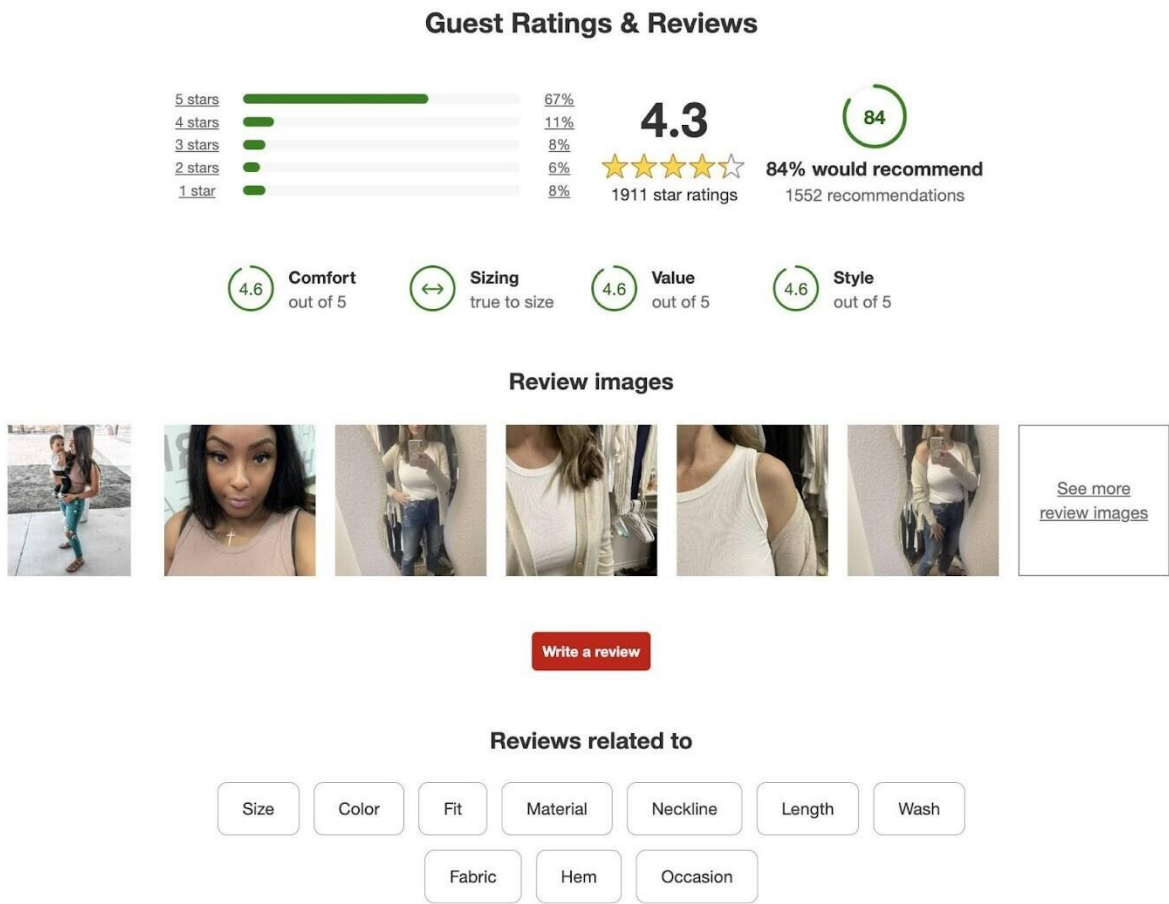 Guest Ratings & Reviews
5 stars 67%
4 stars 11%
3 stars 8%
2 stars 6%
1 star 8%
4.3
1911 star ratings
84
84% would recommend
1552 recommendations
4.6 Comfort
out of 5
Sizing
true to size
4.6 Value
out of 5
4.6 Style
out of 5
Review images
See more
review images
Write a review
Reviews related to
Size Color Fit Material Neckline Length Wash
Fabric Hem Occasion